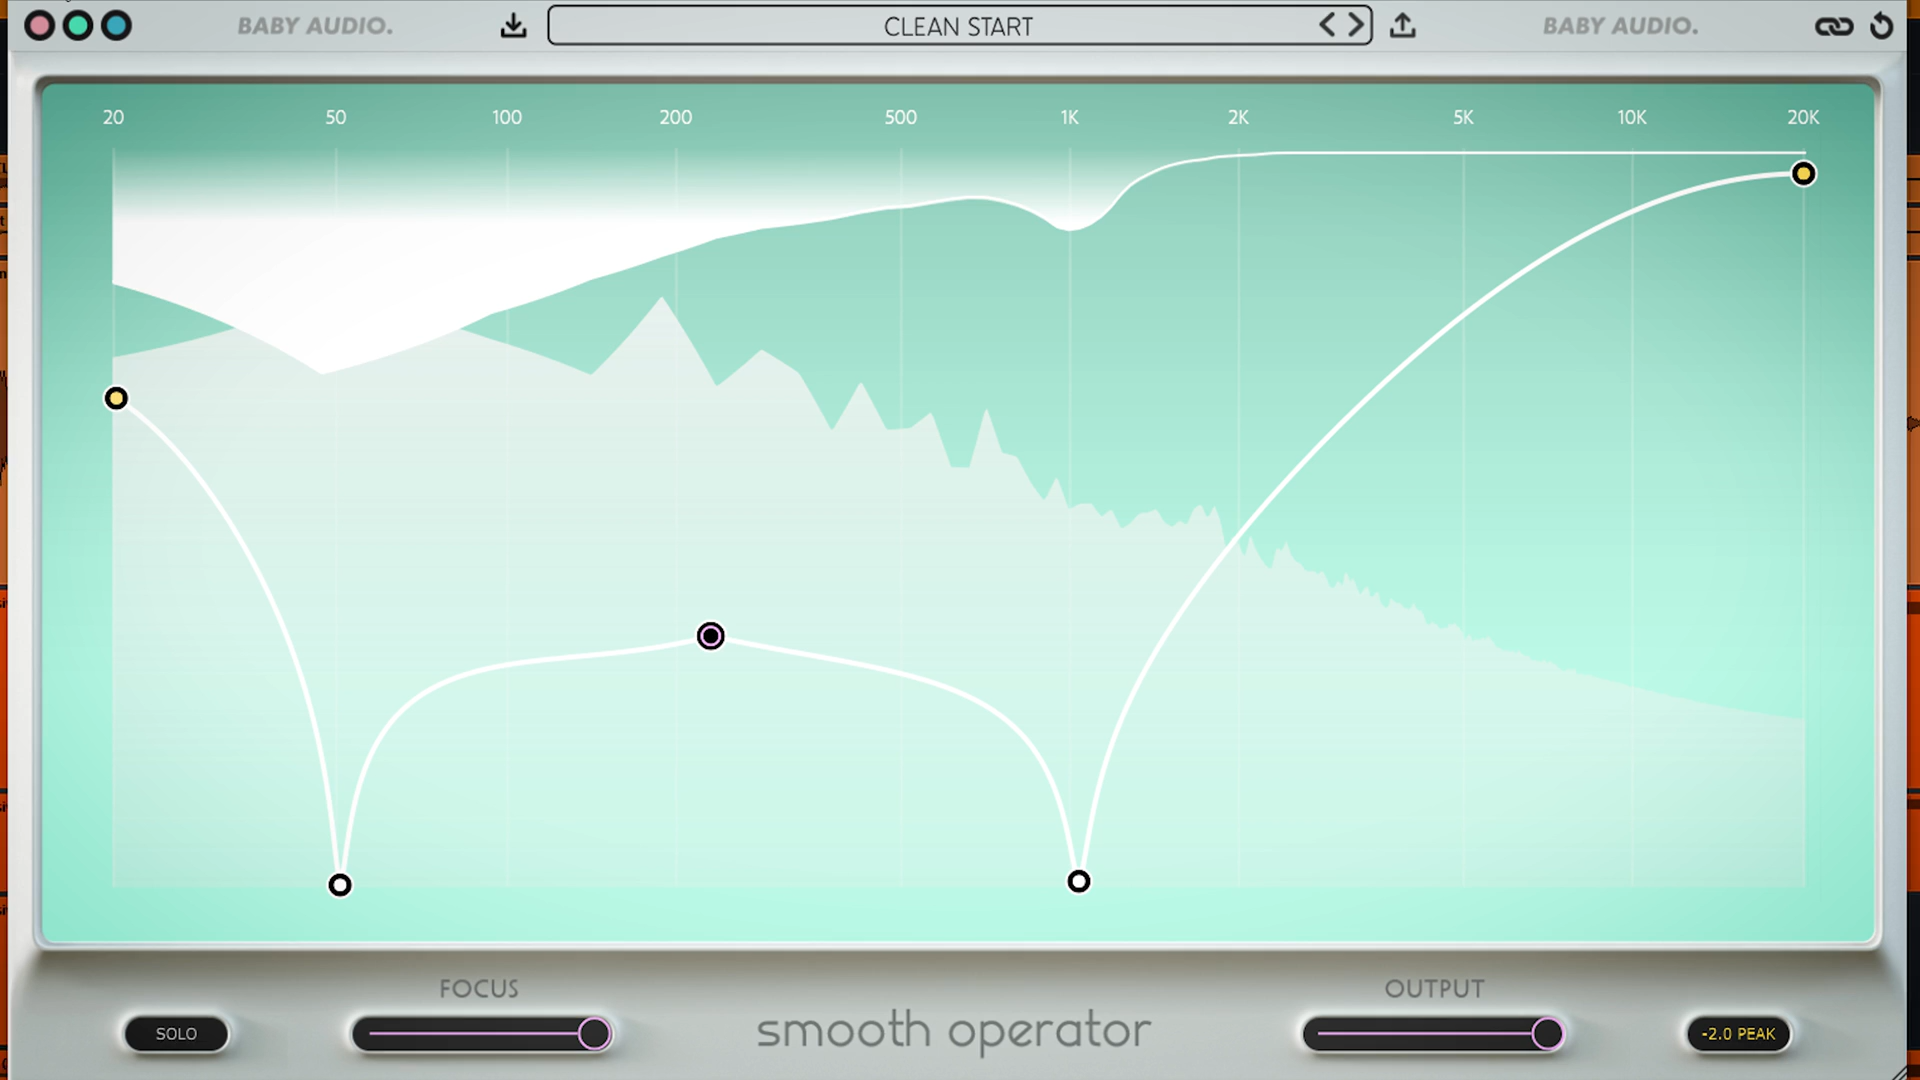 BABY AUDIO.
CLEAN START
BABY AUDIO.
20 50 100 200 500 1K 2K 5K 10K 20K
FOCUS
OUTPUT
SOLO
smooth operator
-2.0 PEAK